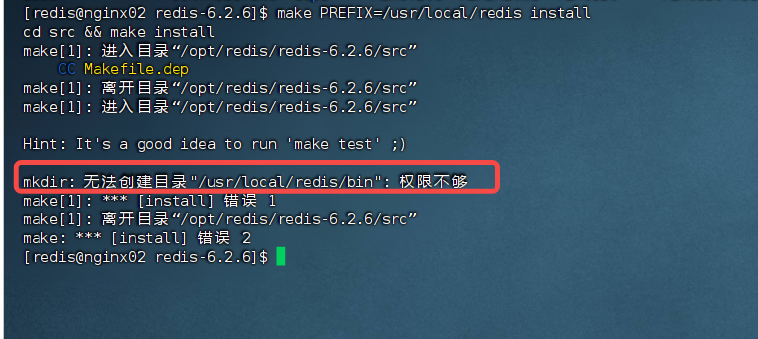 [redis@nginx02 redis-6.2.6]$ make PREFIX=/usr/local/redis install
cd src && make install
make[1]: 进入目录“/opt/redis/redis-6.2.6/src”
    CC Makefile.dep
make[1]: 离开目录“/opt/redis/redis-6.2.6/src”
make[1]: 进入目录“/opt/redis/redis-6.2.6/src”
Hint: It's a good idea to run 'make test' ;)
mkdir: 无法创建目录"/usr/local/redis/bin": 权限不够
make[1]: *** [install] 错误 1
make[1]: 离开目录“/opt/redis/redis-6.2.6/src”
make: *** [install] 错误 2
[redis@nginx02 redis-6.2.6]$